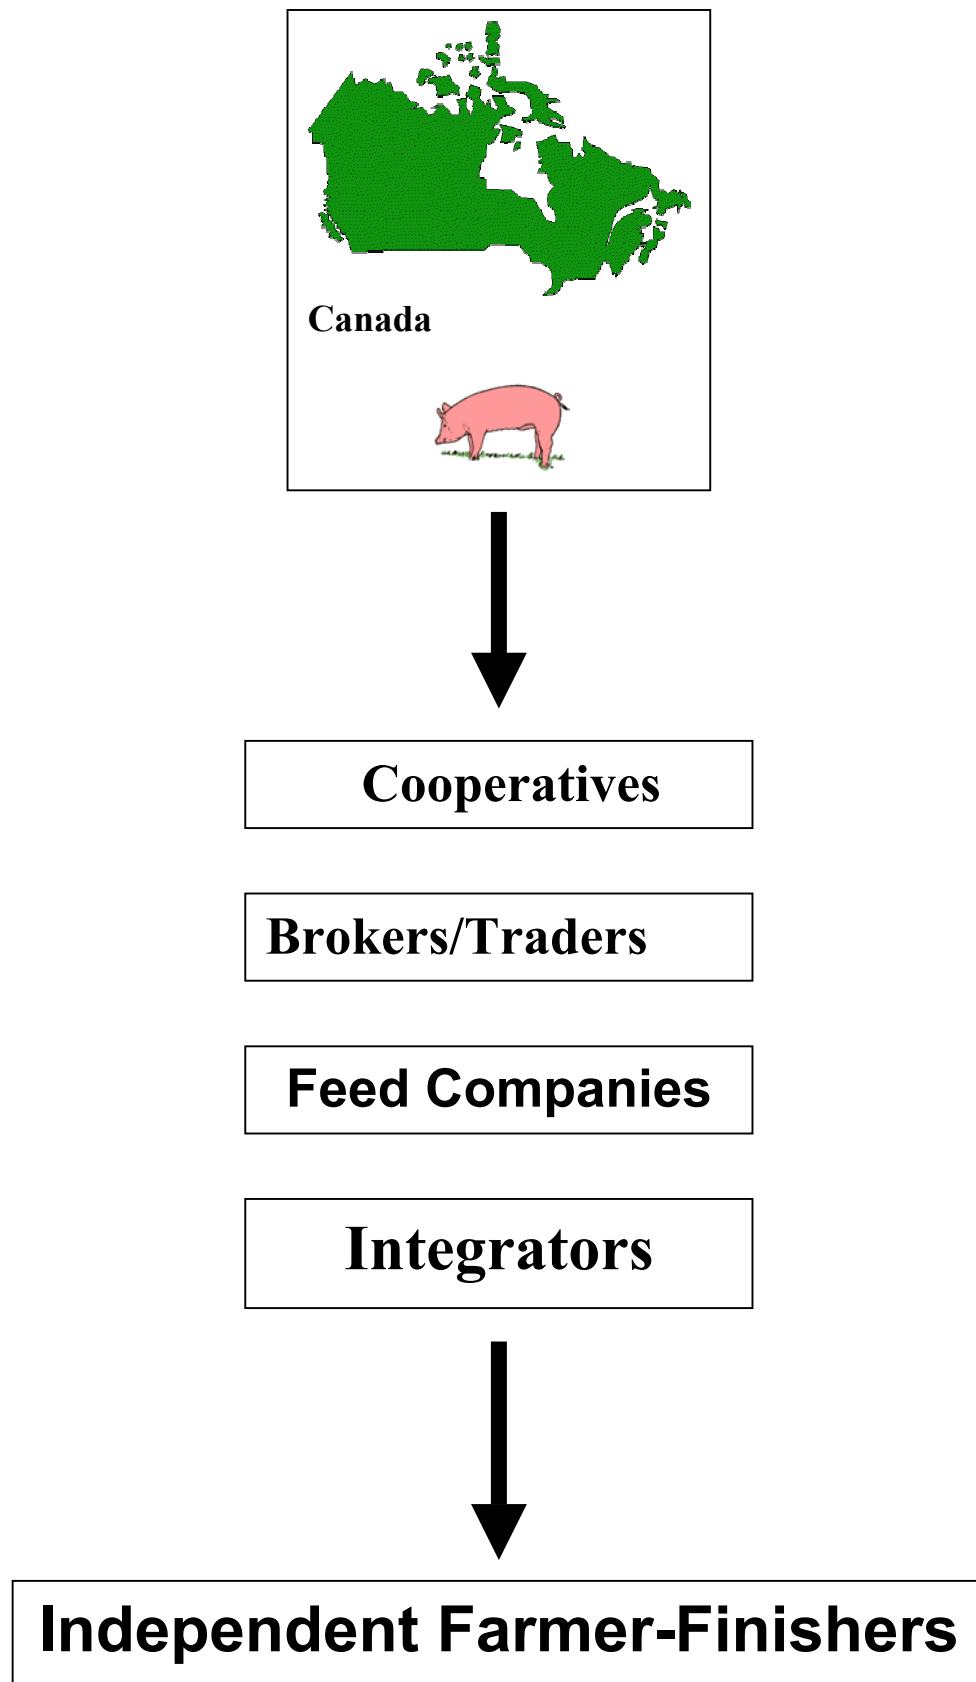 Canada
Cooperatives
Brokers/Traders
Feed Companies
Integrators
Independent Farmer-Finishers